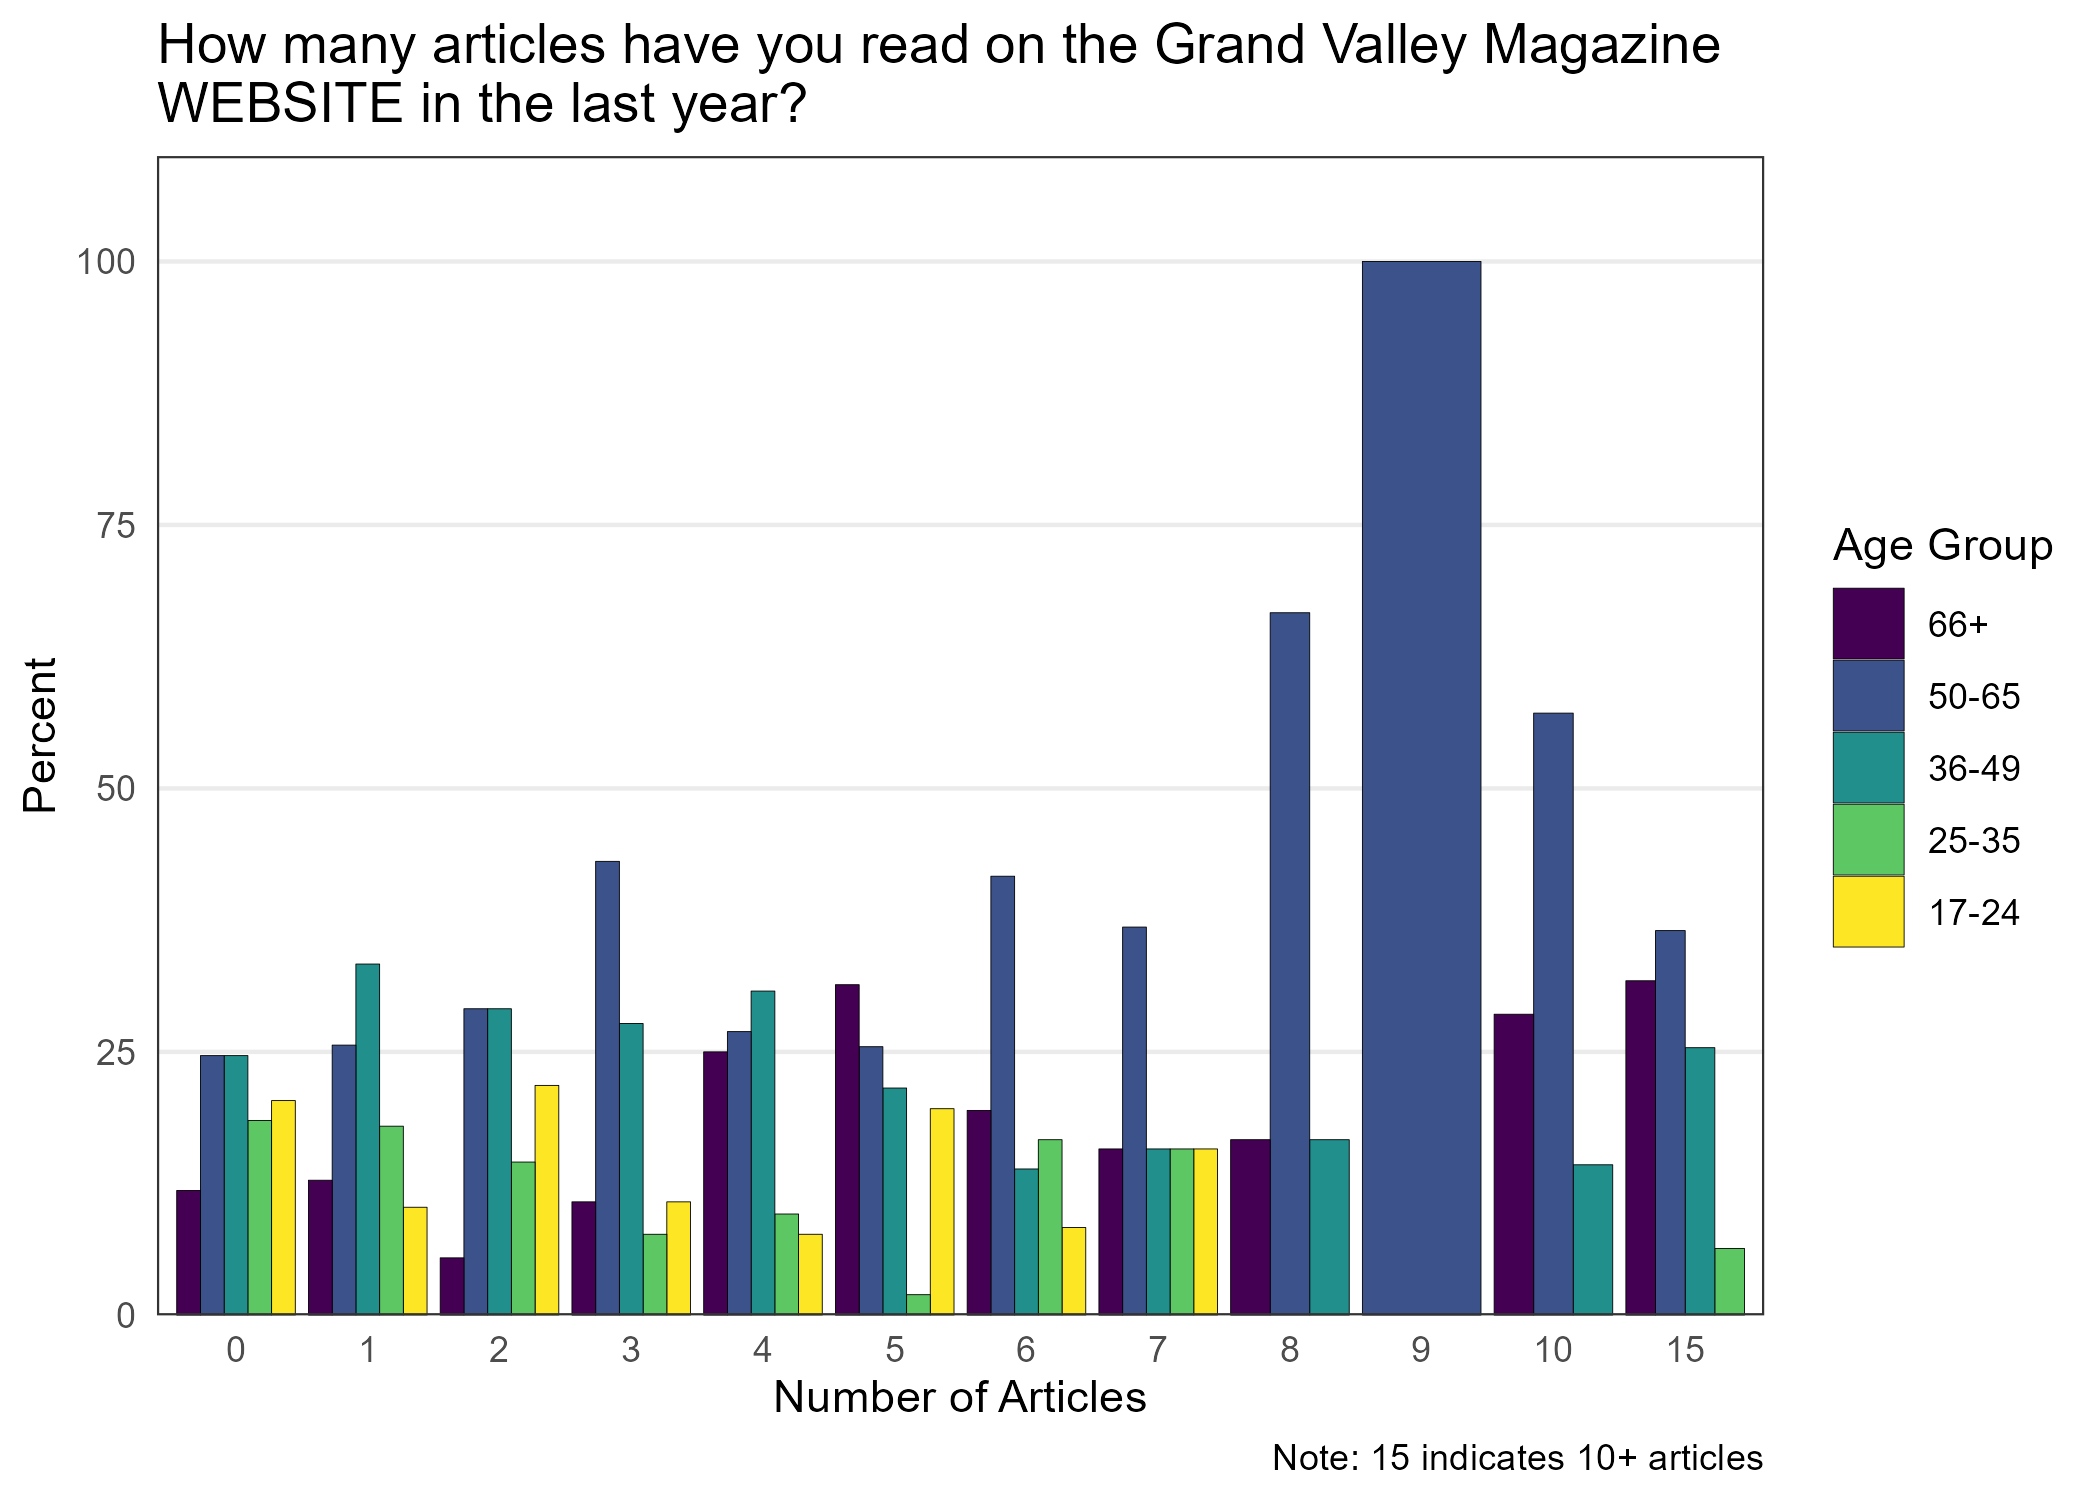 How many articles have you read on the Grand Valley Magazine
WEBSITE in the last year?
100
75
50
25
0
Percent
0 1 2 3 4 5 6 7 8 9 10 15
Number of Articles
Age Group
66+
50-65
36-49
25-35
17-24
Note: 15 indicates 10+ articles